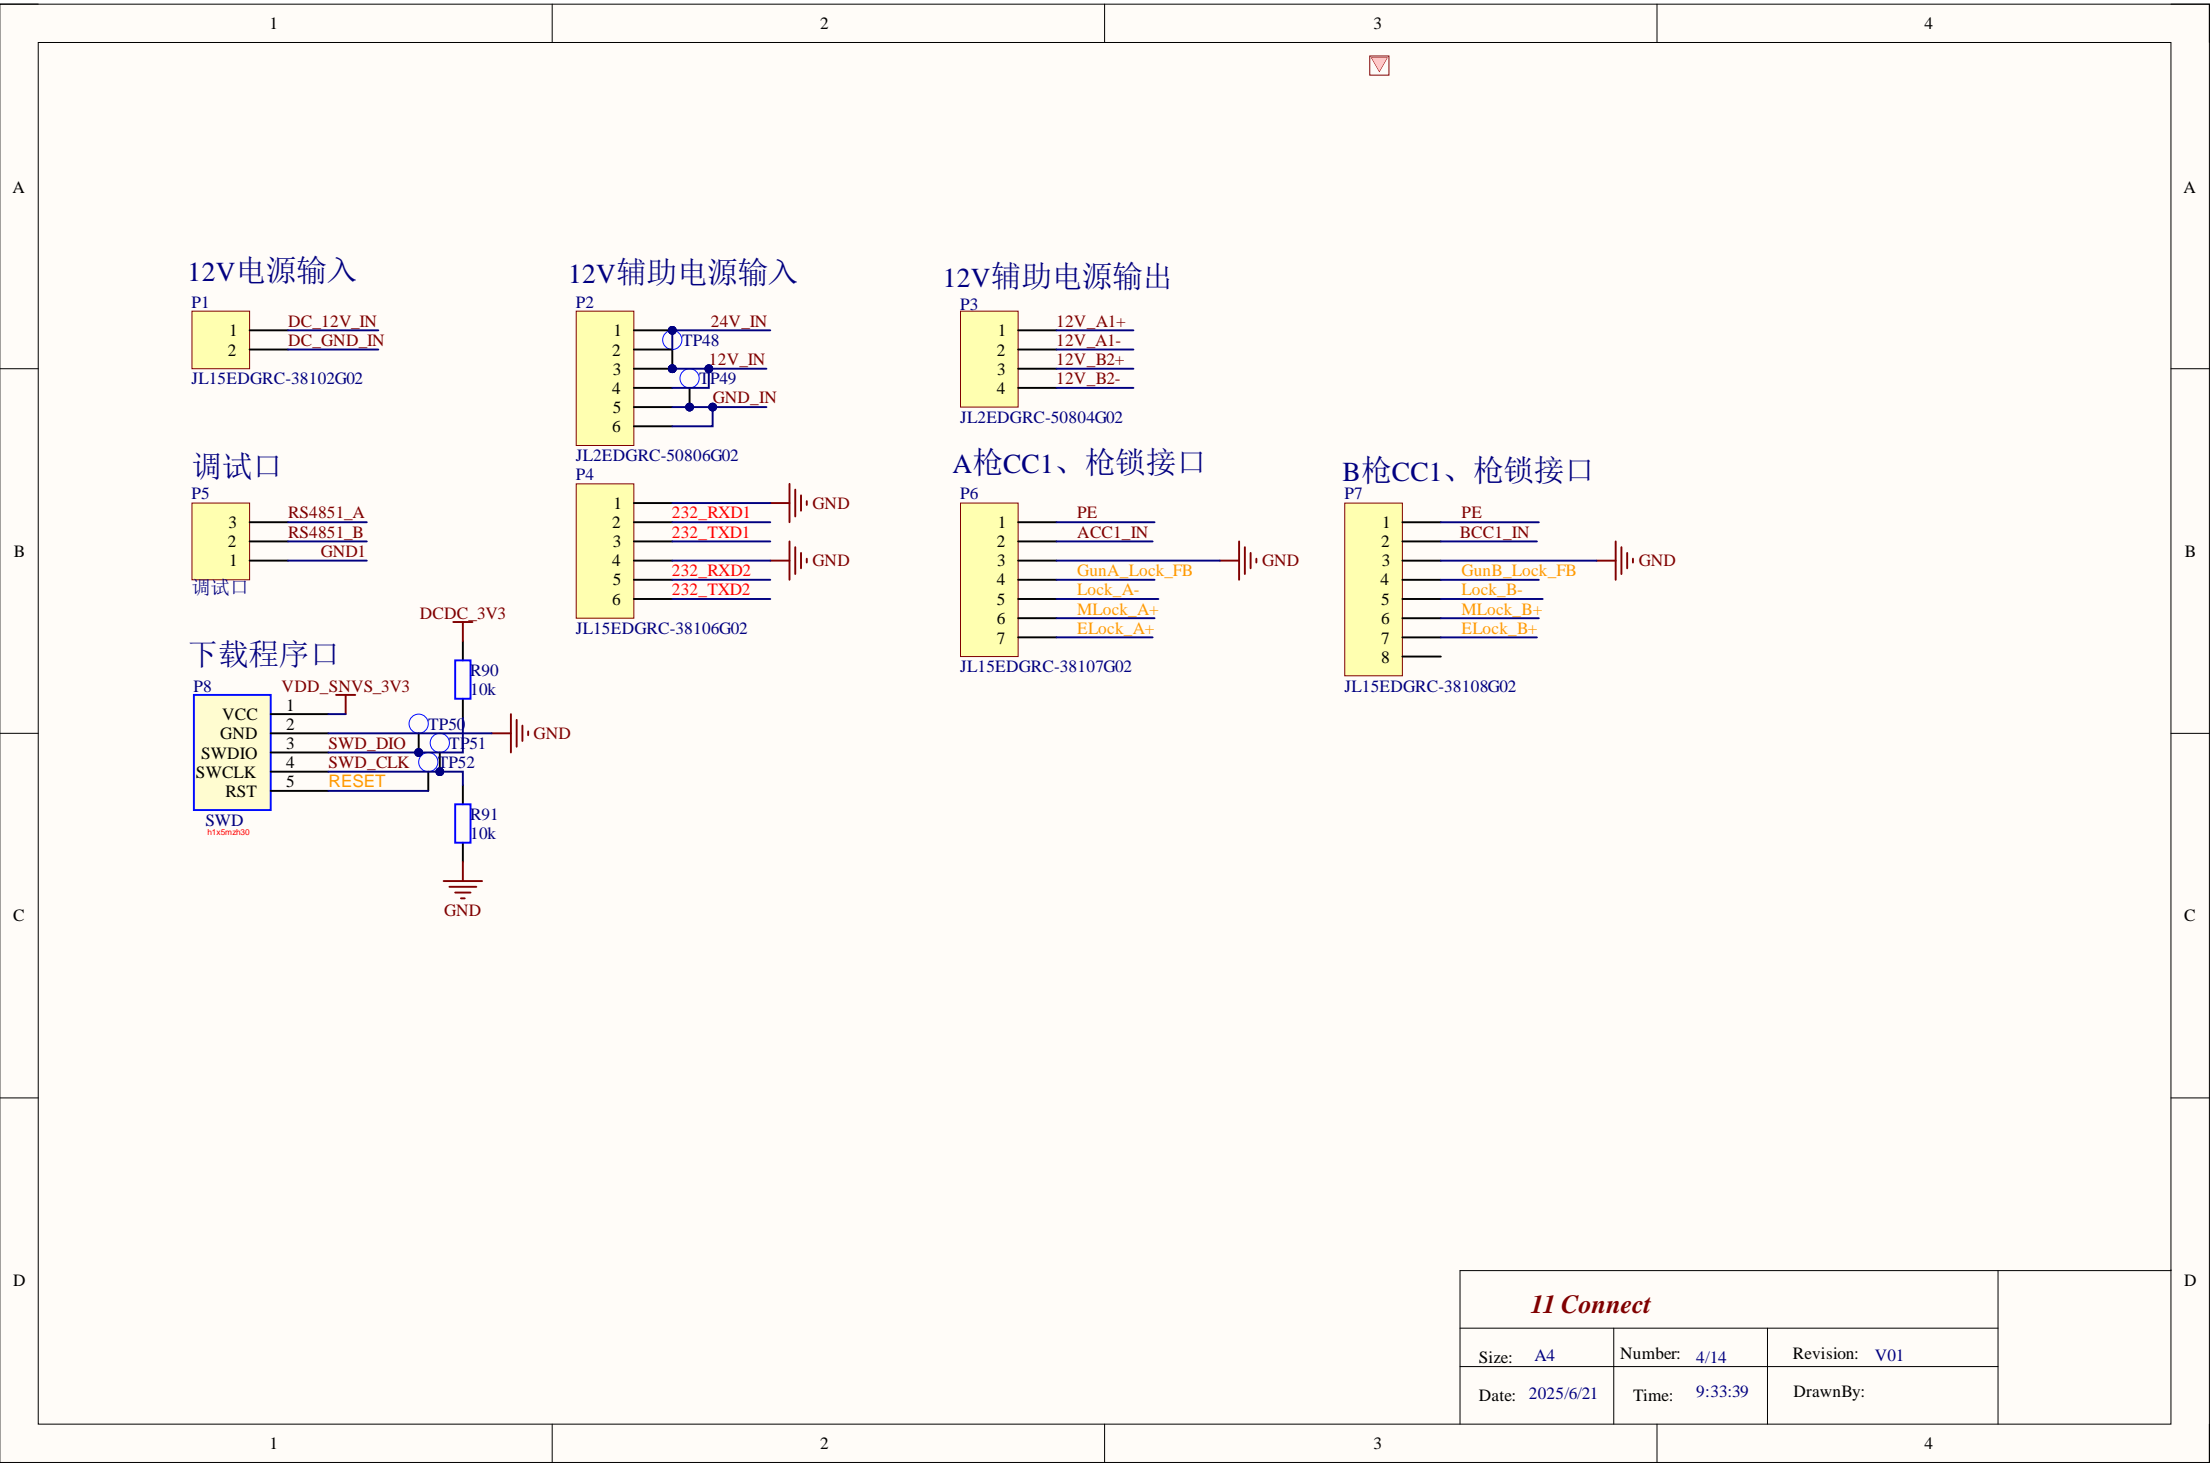 1 2 3 4
A A
B B
C C
D D
12V电源输入
P1
1 DC_12V_IN
2 DC_GND_IN
JL15EDGRC-38102G02
12V辅助电源输入
P2
1 24V_IN
2 TP48
3 12V_IN
4 TP49
5 GND_IN
6
JL2EDGRC-50806G02
12V辅助电源输出
P3
1 12V_A1+
2 12V_A1-
3 12V_B2+
4 12V_B2-
JL2EDGRC-50804G02
调试口
P5
3 RS4851_A
2 RS4851_B
1 GND1
调试口
P4
1 GND
2 232_RXD1
3 232_TXD1
4 GND
5 232_RXD2
6 232_TXD2
JL15EDGRC-38106G02
A枪CC1、枪锁接口
P6
1 PE
2 ACC1_IN
3 GND
4 GunA_Lock_FB
5 Lock_A-
6 MLock_A+
7 ELock_A+
JL15EDGRC-38107G02
B枪CC1、枪锁接口
P7
1 PE
2 BCC1_IN
3 GND
4 GunB_Lock_FB
5 Lock_B-
6 MLock_B+
7 ELock_B+
8
JL15EDGRC-38108G02
下载程序口
P8
DCDC_3V3
R90
10k
VDD_SNVS_3V3
VCC 1
GND 2 TP50 GND
SWDIO 3 SWD_DIO TP51
SWCLK 4 SWD_CLK TP52
RST 5 RESET
SWD
h1x5mzh30
R91
10k
GND
11 Connect
Size: A4 Number: 4/14 Revision: V01
Date: 2025/6/21 Time: 9:33:39 DrawnBy:
1 2 3 4